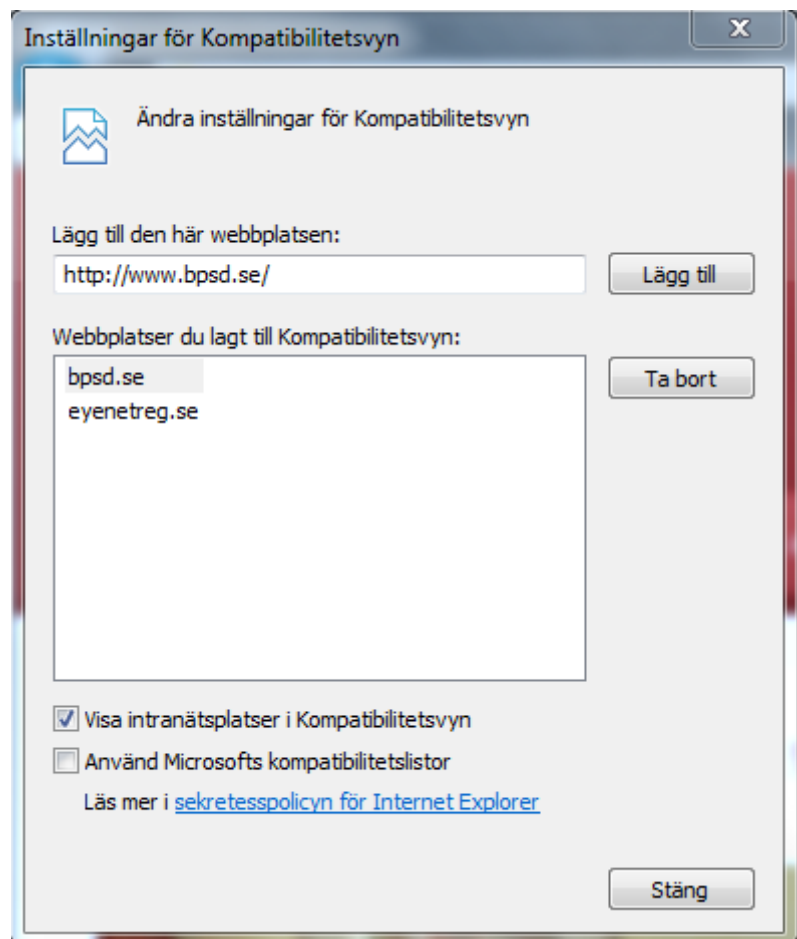 Inställningar för Kompatibilitetsvyn
X
Ändra inställningar för Kompatibilitetsvyn
Lägg till den här webbplatsen:
http://www.bpsd.se/
Lägg till
Webbplatser du lagt till Kompatibilitetsvyn:
bpsd.se
Ta bort
eyenetreg.se
Visa intranätsplatser i Kompatibilitetsvyn
Använd Microsofts kompatibilitetslistor
Läs mer i sekretesspolicyn för Internet Explorer
Stäng